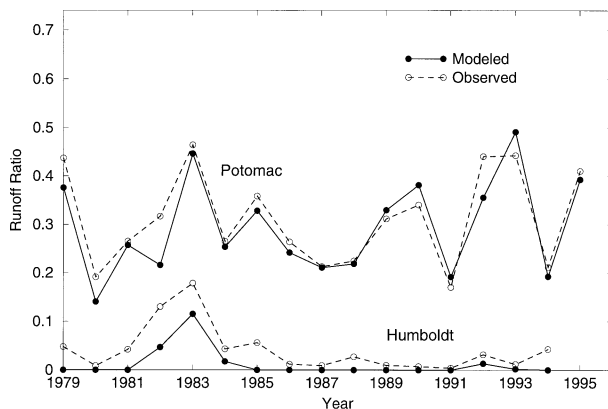 0.7
Modeled
Observed
0.6
0.5
Potomac
0.4
Runoff Ratio
0.3
0.2
0.1
Humboldt
0
1979 1981 1983 1985 1987 1989 1991 1993 1995
Year